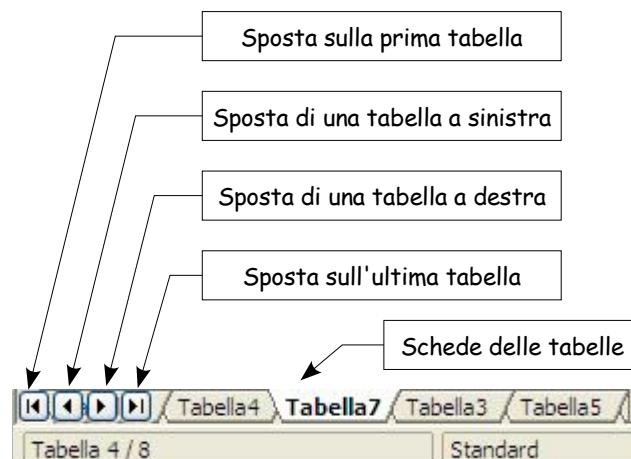 Sposta sulla prima tabella
Sposta di una tabella a sinistra
Sposta di una tabella a destra
Sposta sull'ultima tabella
Schede delle tabelle
Tabella4 Tabella7 Tabella3 Tabella5
Tabella 4 / 8 Standard